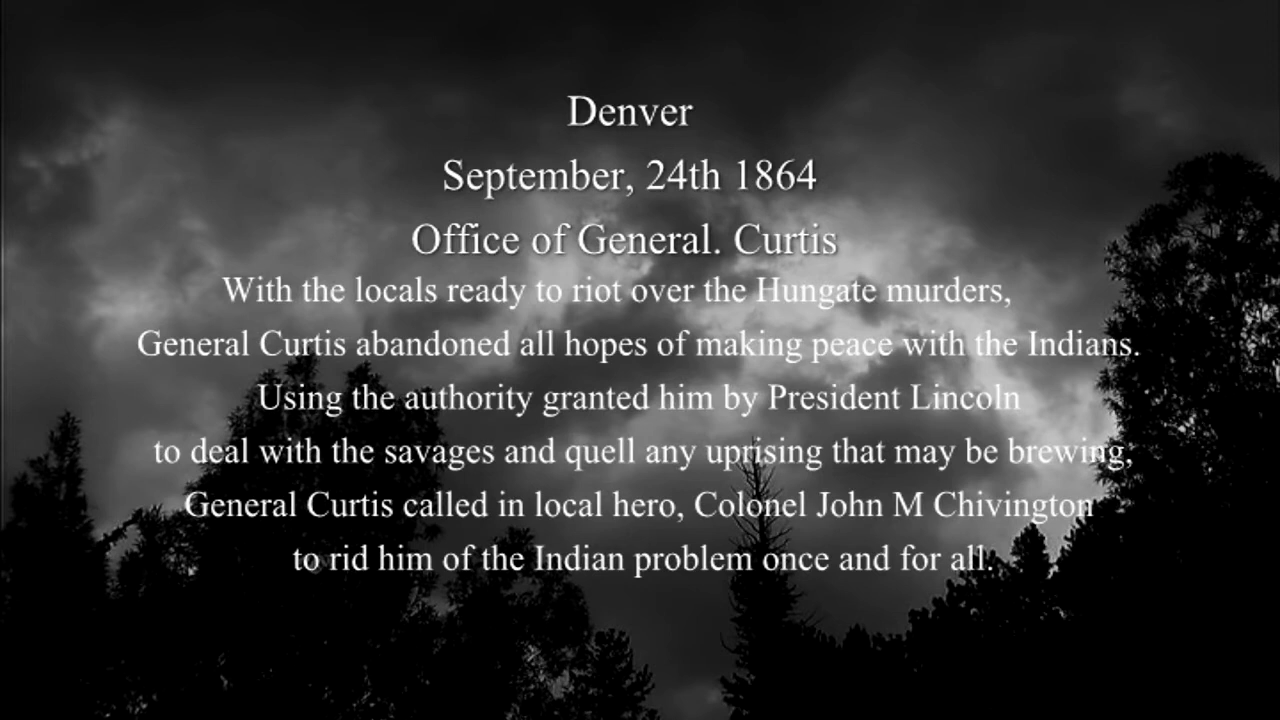 Denver
September, 24th 1864
Office of General. Curtis
With the locals ready to riot over the Hungate murders,
General Curtis abandoned all hopes of making peace with the Indians.
Using the authority granted him by President Lincoln
to deal with the savages and quell any uprising that may be brewing,
General Curtis called in local hero, Colonel John M Chivington
to rid him of the Indian problem once and for all.